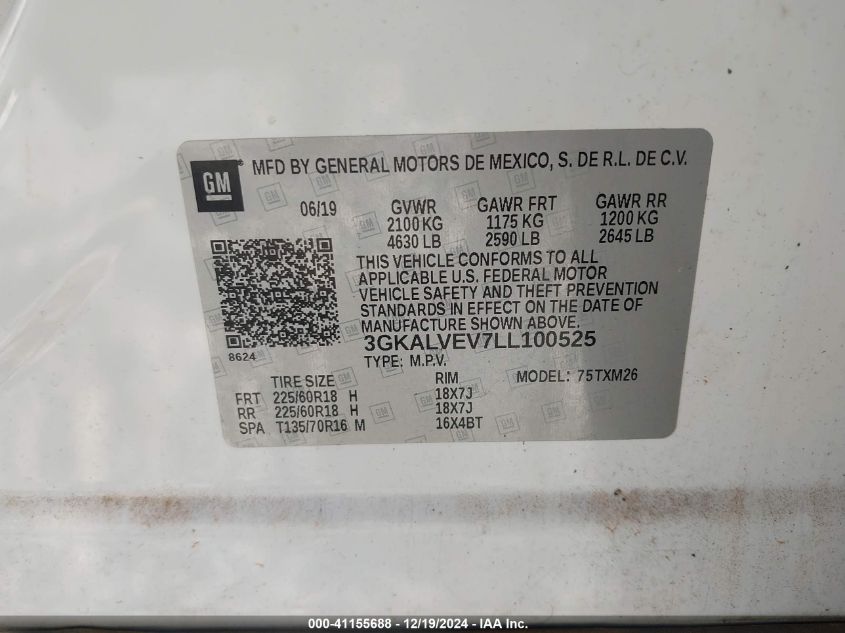 GM ® MFD BY GENERAL MOTORS DE MEXICO, S. DE R.L. DE C.V.
06/19 GVWR GAWR FRT GAWR RR
2100 KG 1175 KG 1200 KG
4630 LB 2590 LB 2645 LB
THIS VEHICLE CONFORMS TO ALL
APPLICABLE U.S. FEDERAL MOTOR
VEHICLE SAFETY AND THEFT PREVENTION
STANDARDS IN EFFECT ON THE DATE OF
MANUFACTURE SHOWN ABOVE.
8624 3GKALVEV7LL100525
TYPE: M.P.V. MODEL: 75TXM26
TIRE SIZE RIM
FRT 225/60R18 H 18X7J
RR 225/60R18 H 18X7J
SPA T135/70R16 M 16X4BT
000-41155688 - 12/19/2024 - IAA Inc.